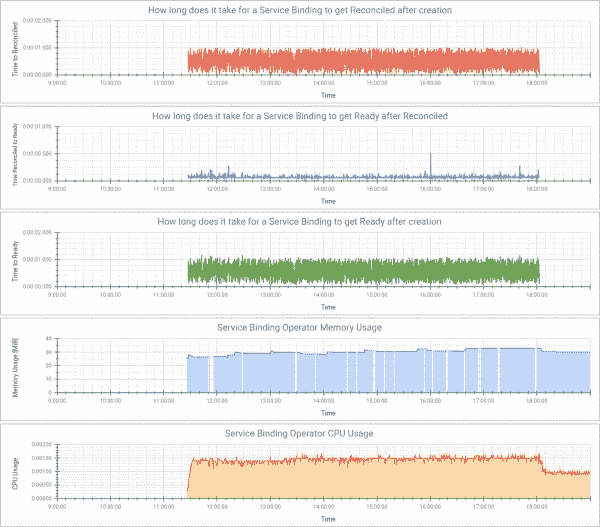 How long does it take for a Service Binding to get Reconciled after creation
Time to Reconciled
0:00:02.000
0:00:01.000
0:00:00.000
9:00:00 10:00:00 11:00:00 12:00:00 13:00:00 14:00:00 15:00:00 16:00:00 17:00:00 18:00:00
Time
How long does it take for a Service Binding to get Ready after Reconciled
Time Reconciled to Ready
0:00:01.000
0:00:00.500
0:00:00.000
9:00:00 10:00:00 11:00:00 12:00:00 13:00:00 14:00:00 15:00:00 16:00:00 17:00:00 18:00:00
Time
How long does it take for a Service Binding to get Ready after creation
Time to Ready
0:00:02.000
0:00:01.000
0:00:00.000
9:00:00 10:00:00 11:00:00 12:00:00 13:00:00 14:00:00 15:00:00 16:00:00 17:00:00 18:00:00
Time
Service Binding Operator Memory Usage
Memory Usage [MiB]
40
30
20
10
0
9:00:00 10:00:00 11:00:00 12:00:00 13:00:00 14:00:00 15:00:00 16:00:00 17:00:00 18:00:00
Time
Service Binding Operator CPU Usage
CPU Usage
0.00200
0.00150
0.00100
0.00050
0.00000
9:00:00 10:00:00 11:00:00 12:00:00 13:00:00 14:00:00 15:00:00 16:00:00 17:00:00 18:00:00
Time